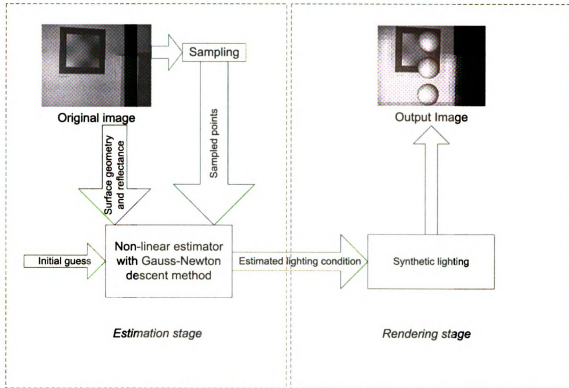 Sampling
Original image
Output Image
Surface geometry
and reflectance
Sampled points
Initial guess
Non-linear estimator
with Gauss-Newton
descent method
Estimated lighting condition
Synthetic lighting
Estimation stage
Rendering stage